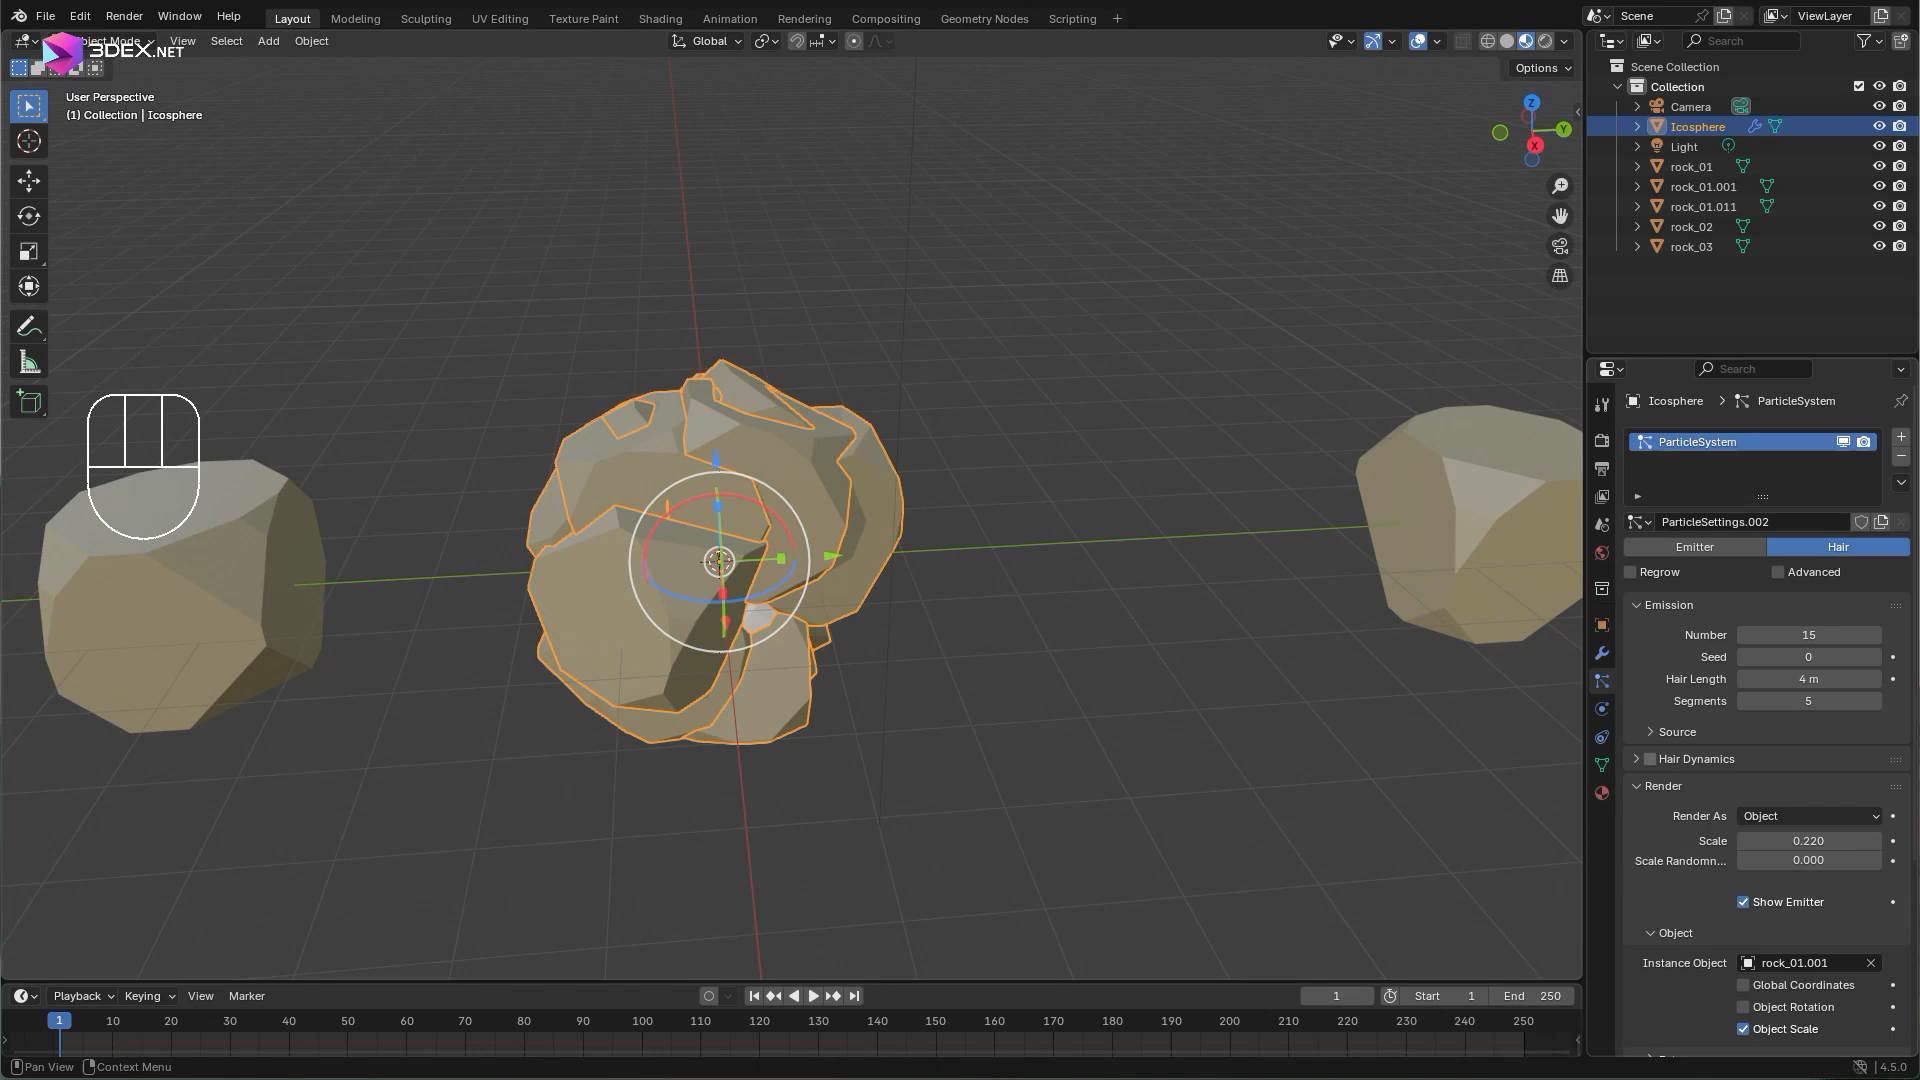 File Edit Render Window Help Layout Modeling Sculpting UV Editing Texture Paint Shading Animation Rendering Compositing Geometry Nodes Scripting + Scene ViewLayer
3DEX.NET
Object Mode View Select Add Object Global Search
Options
User Perspective
(1) Collection | Icosphere
Z
Y
X
Scene Collection
Collection
Camera
Icosphere
Light
rock_01
rock_01.001
rock_01.011
rock_02
rock_03
Search
Icosphere > ParticleSystem
ParticleSystem
ParticleSettings.002
Emitter Hair
Regrow Advanced
Emission
Number 15
Seed 0
Hair Length 4 m
Segments 5
Source
Hair Dynamics
Render
Render As Object
Scale 0.220
Scale Randomn... 0.000
Show Emitter
Object
Instance Object rock_01.001
Global Coordinates
Object Rotation
Object Scale
Playback Keying View Marker 1 Start 1 End 250
1 10 20 30 40 50 60 70 80 90 100 110 120 130 140 150 160 170 180 190 200 210 220 230 240 250
Pan View Context Menu 4.5.0